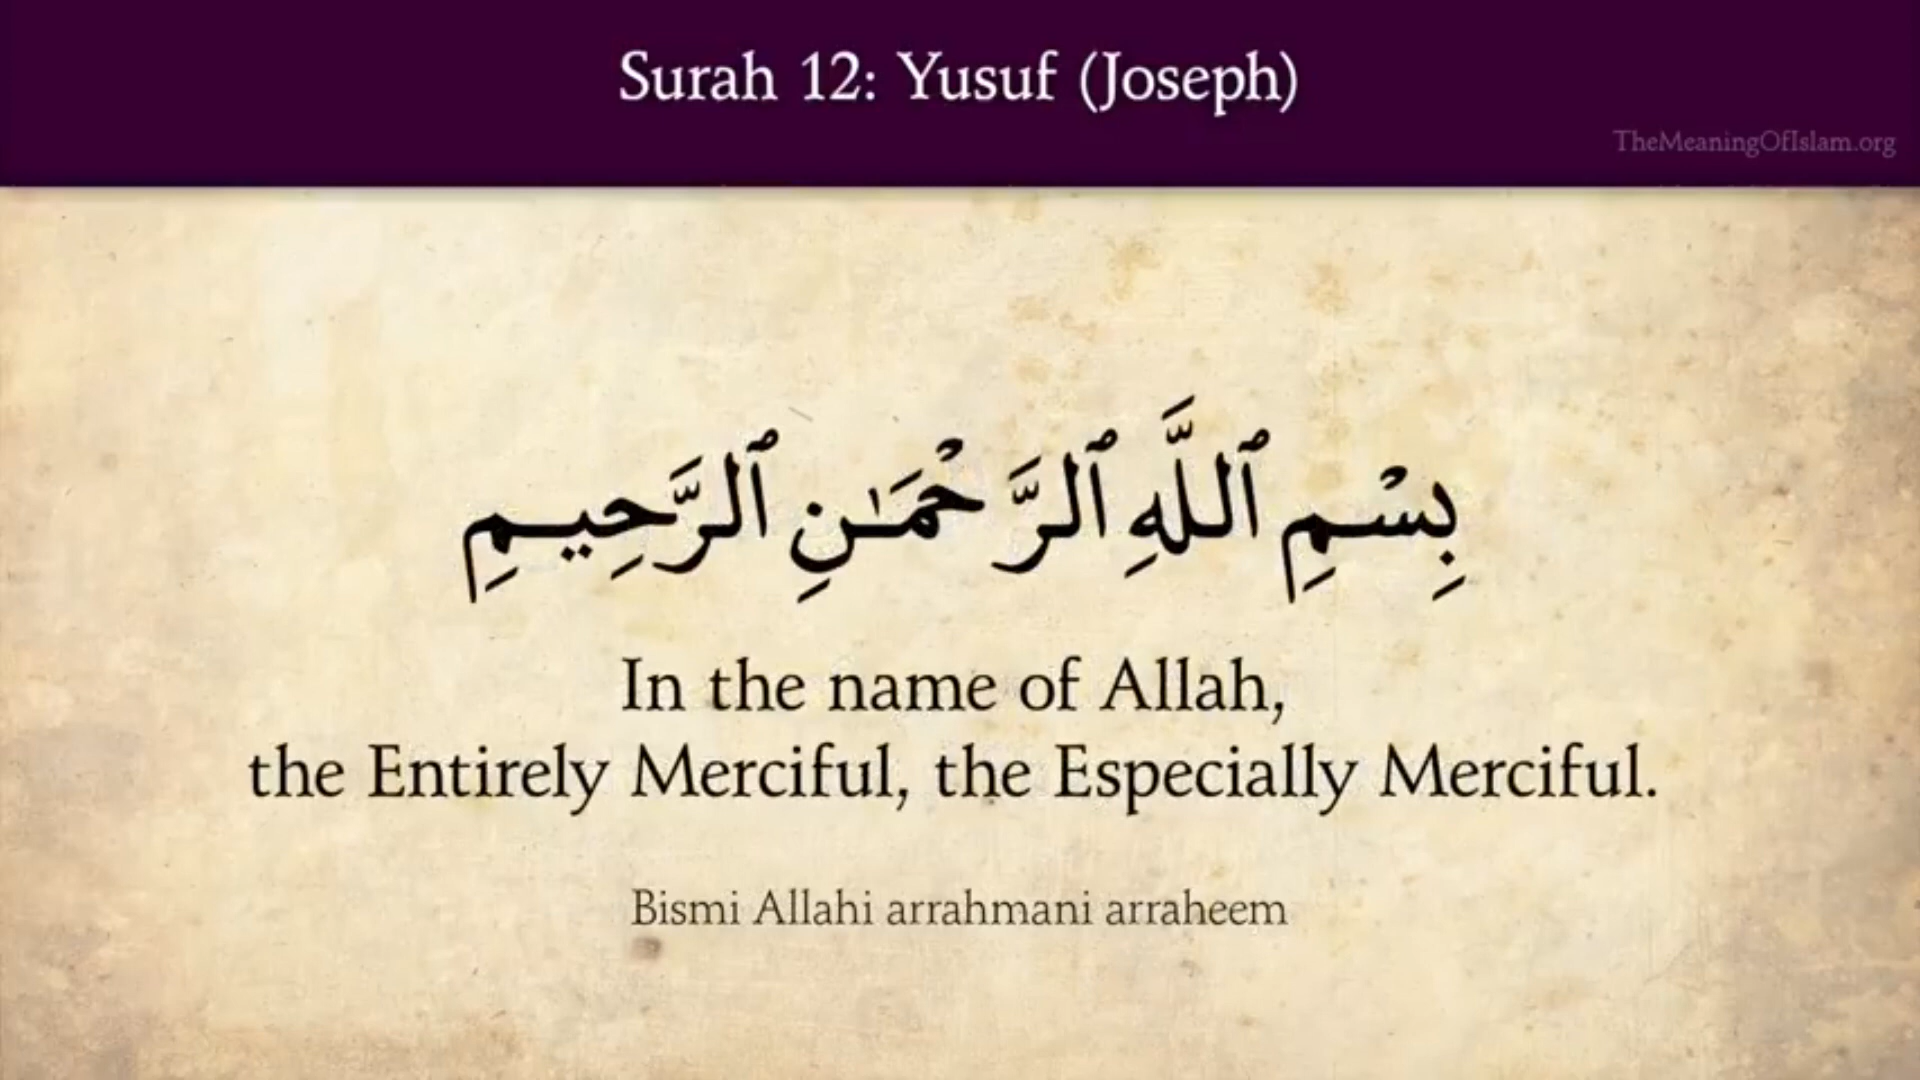 Surah 12: Yusuf (Joseph)
TheMeaningOfIslam.org
بِسْمِ ٱللَّهِ ٱلرَّحْمَـٰنِ ٱلرَّحِيمِ
In the name of Allah,
the Entirely Merciful, the Especially Merciful.
Bismi Allahi arrahmani arraheem